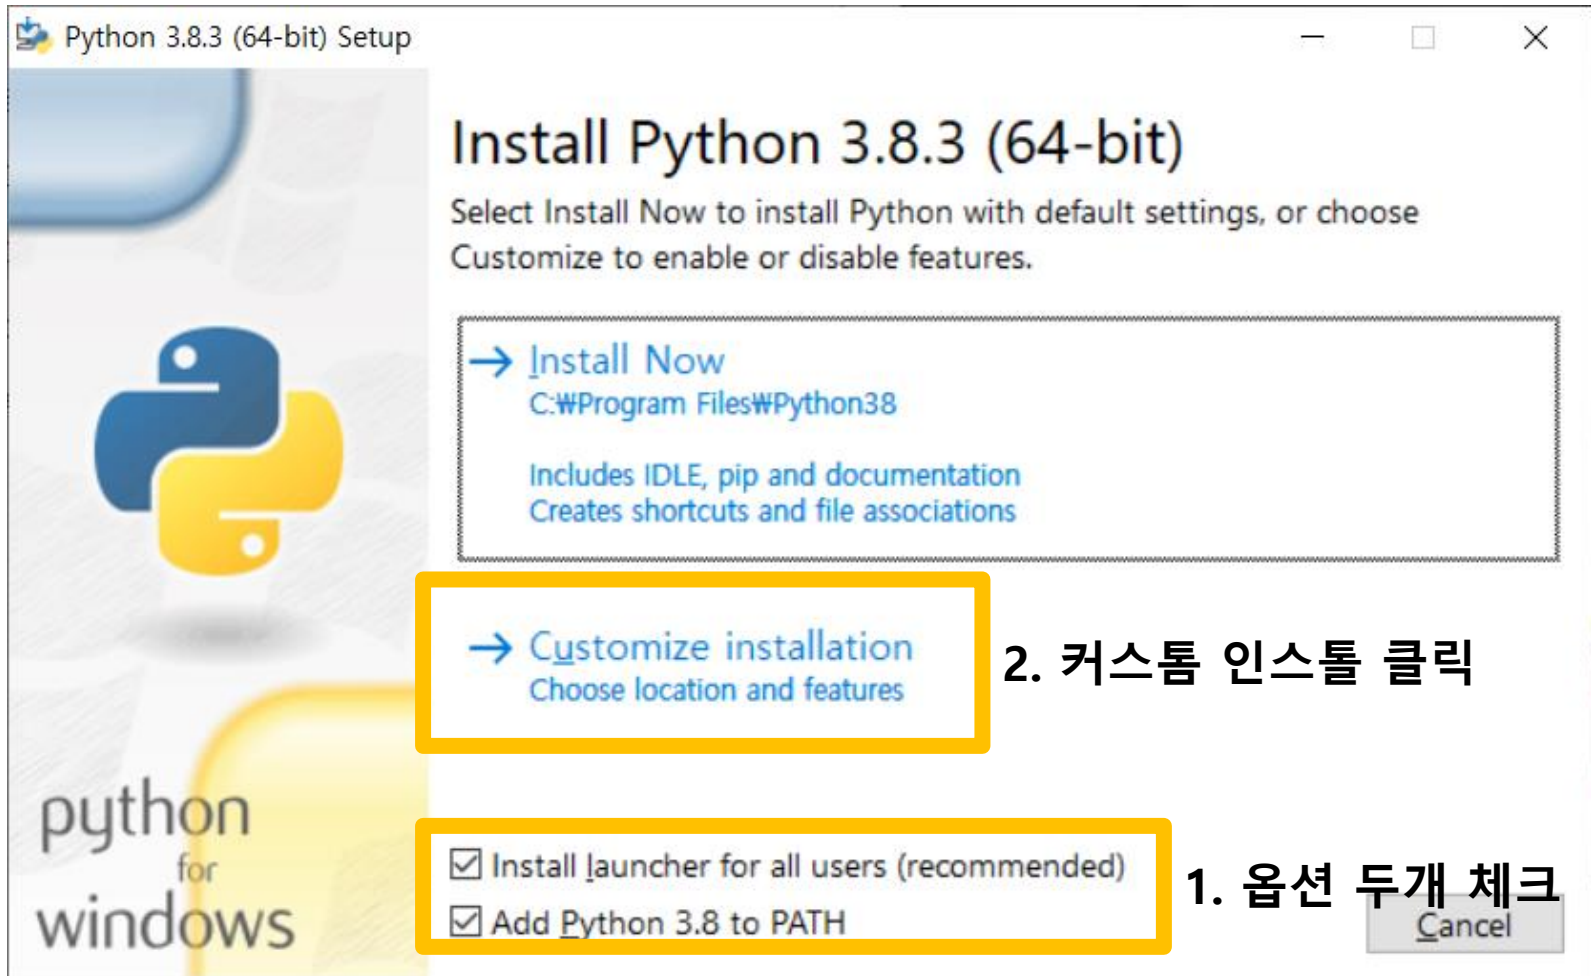 Python 3.8.3 (64-bit) Setup
Install Python 3.8.3 (64-bit)
Select Install Now to install Python with default settings, or choose
Customize to enable or disable features.
Install Now
C:₩Program Files₩Python38
Includes IDLE, pip and documentation
Creates shortcuts and file associations
Customize installation
Choose location and features
2. 커스톰 인스톨 클릭
python
for
windows
Install launcher for all users (recommended)
Add Python 3.8 to PATH
1. 옵션 두개 체크
Cancel